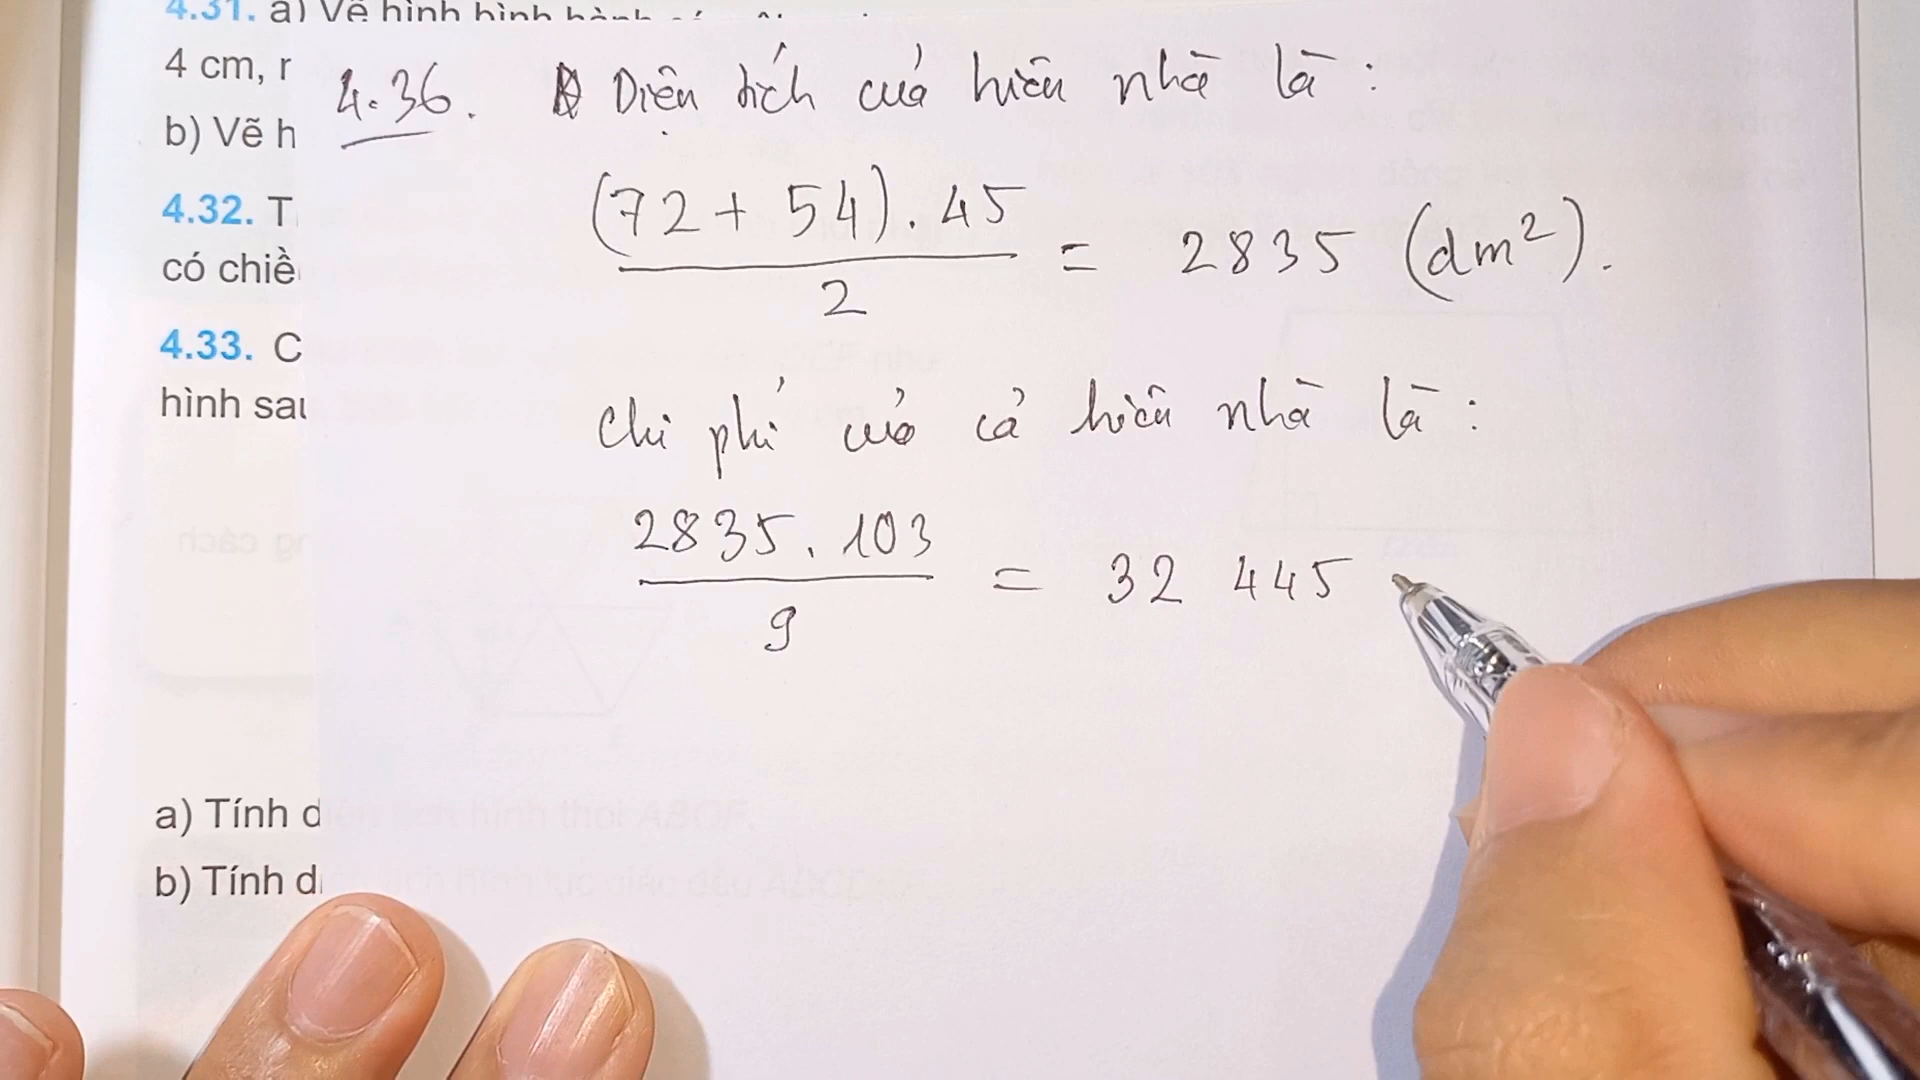 4.31. a) Vẽ hình hình hành
4 cm, r
b) Vẽ h
4.32. T
có chiề
4.33. C
hình sau
a) Tính d
b) Tính d
4.36. Diện tích của hiên nhà là :
(72 + 54) . 45
2
= 2835 (dm²).
Chi phí của cả hiên nhà là :
2835 . 103
9
= 32 445